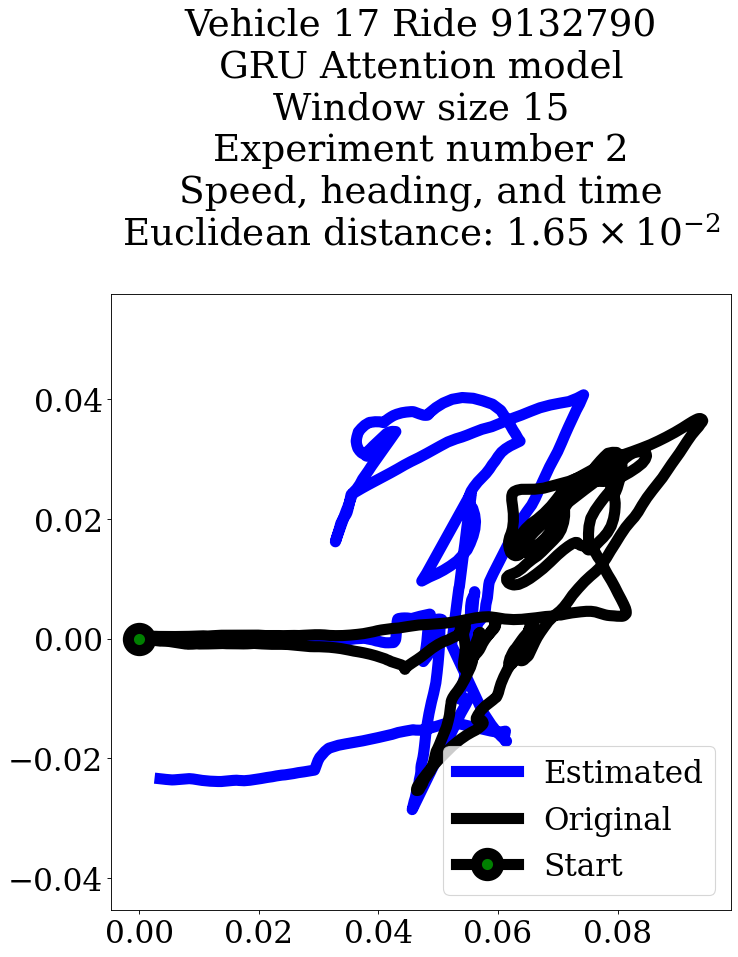 Vehicle 17 Ride 9132790
GRU Attention model
Window size 15
Experiment number 2
Speed, heading, and time
Euclidean distance: 1.65 × 10⁻²
0.04
0.02
0.00
−0.02
−0.04
Estimated
Original
Start
0.00 0.02 0.04 0.06 0.08